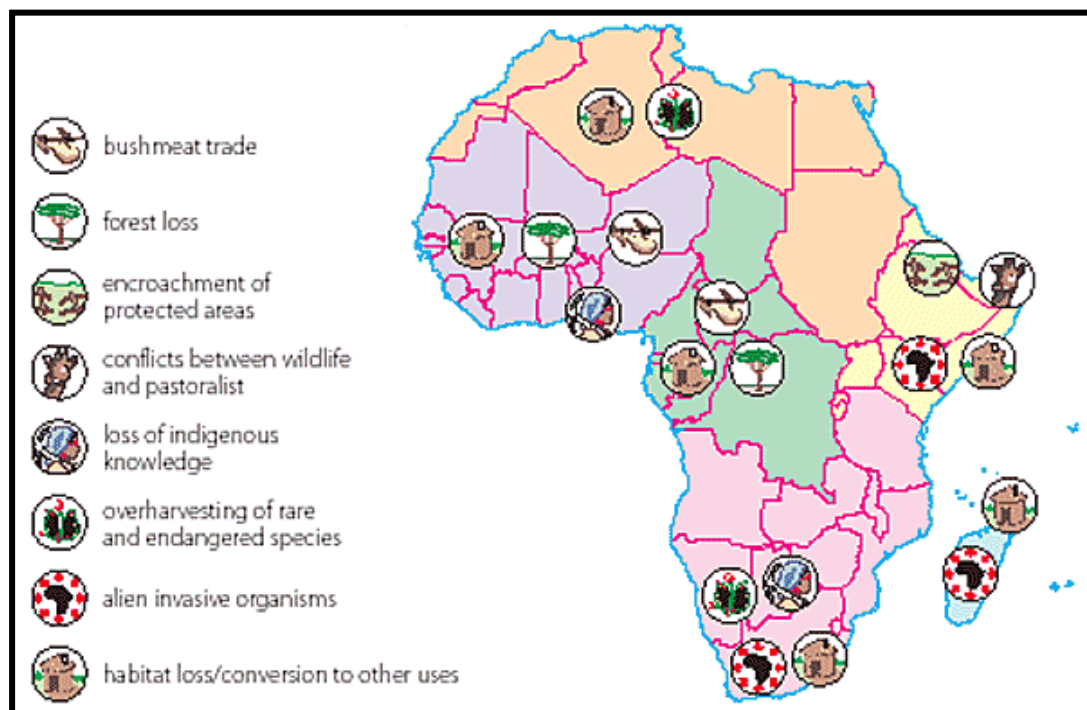 bushmeat trade
forest loss
encroachment of
protected areas
conflicts between wildlife
and pastoralist
loss of indigenous
knowledge
overharvesting of rare
and endangered species
alien invasive organisms
habitat loss/conversion to other uses